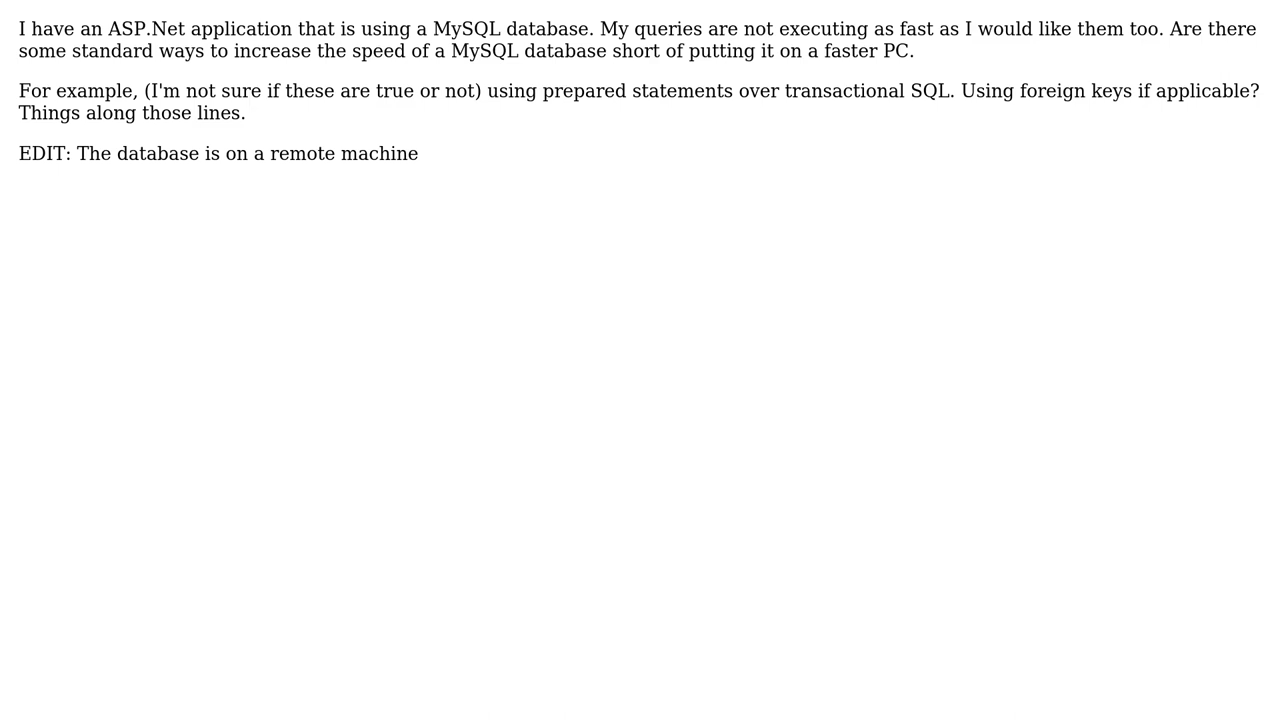 I have an ASP.Net application that is using a MySQL database. My queries are not executing as fast as I would like them too. Are there
some standard ways to increase the speed of a MySQL database short of putting it on a faster PC.
For example, (I'm not sure if these are true or not) using prepared statements over transactional SQL. Using foreign keys if applicable?
Things along those lines.
EDIT: The database is on a remote machine